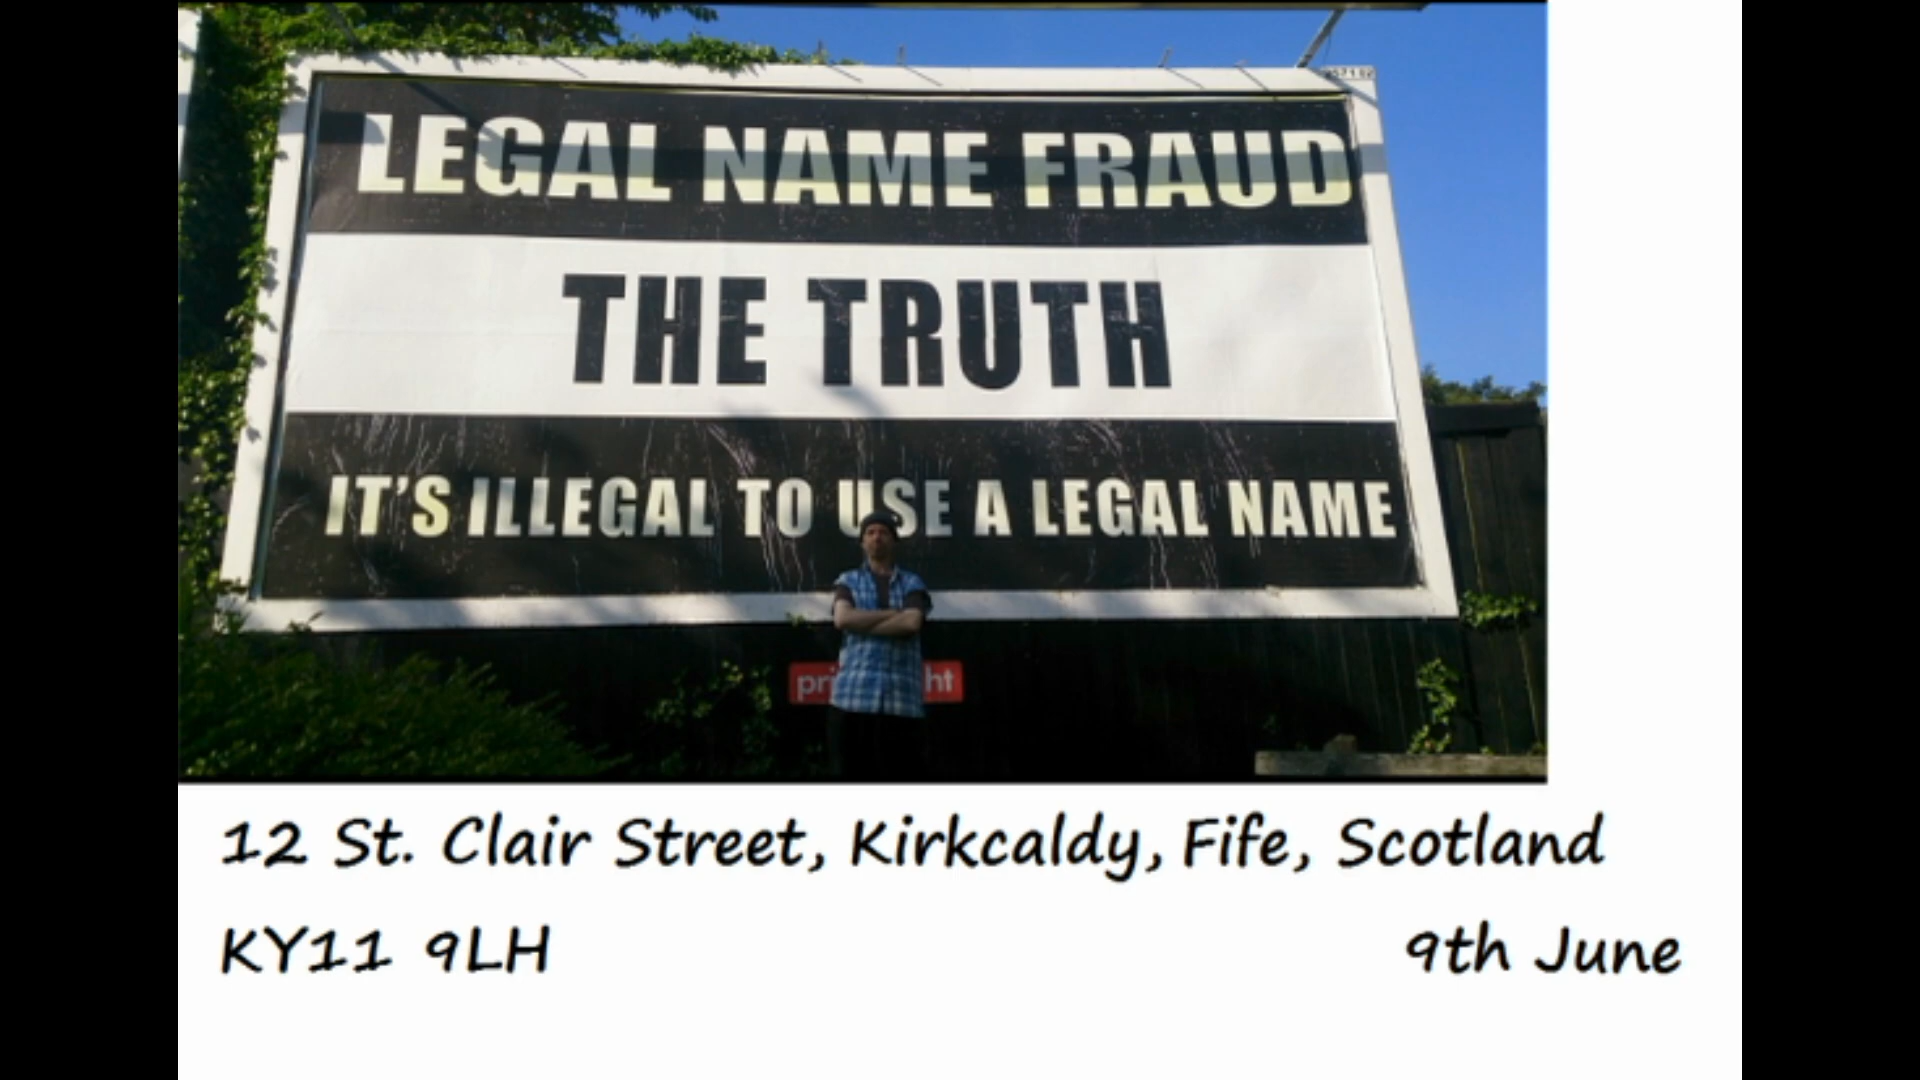 LEGAL NAME FRAUD
THE TRUTH
IT'S ILLEGAL TO USE A LEGAL NAME
12 St. Clair Street, Kirkcaldy, Fife, Scotland
KY11 9LH
9th June